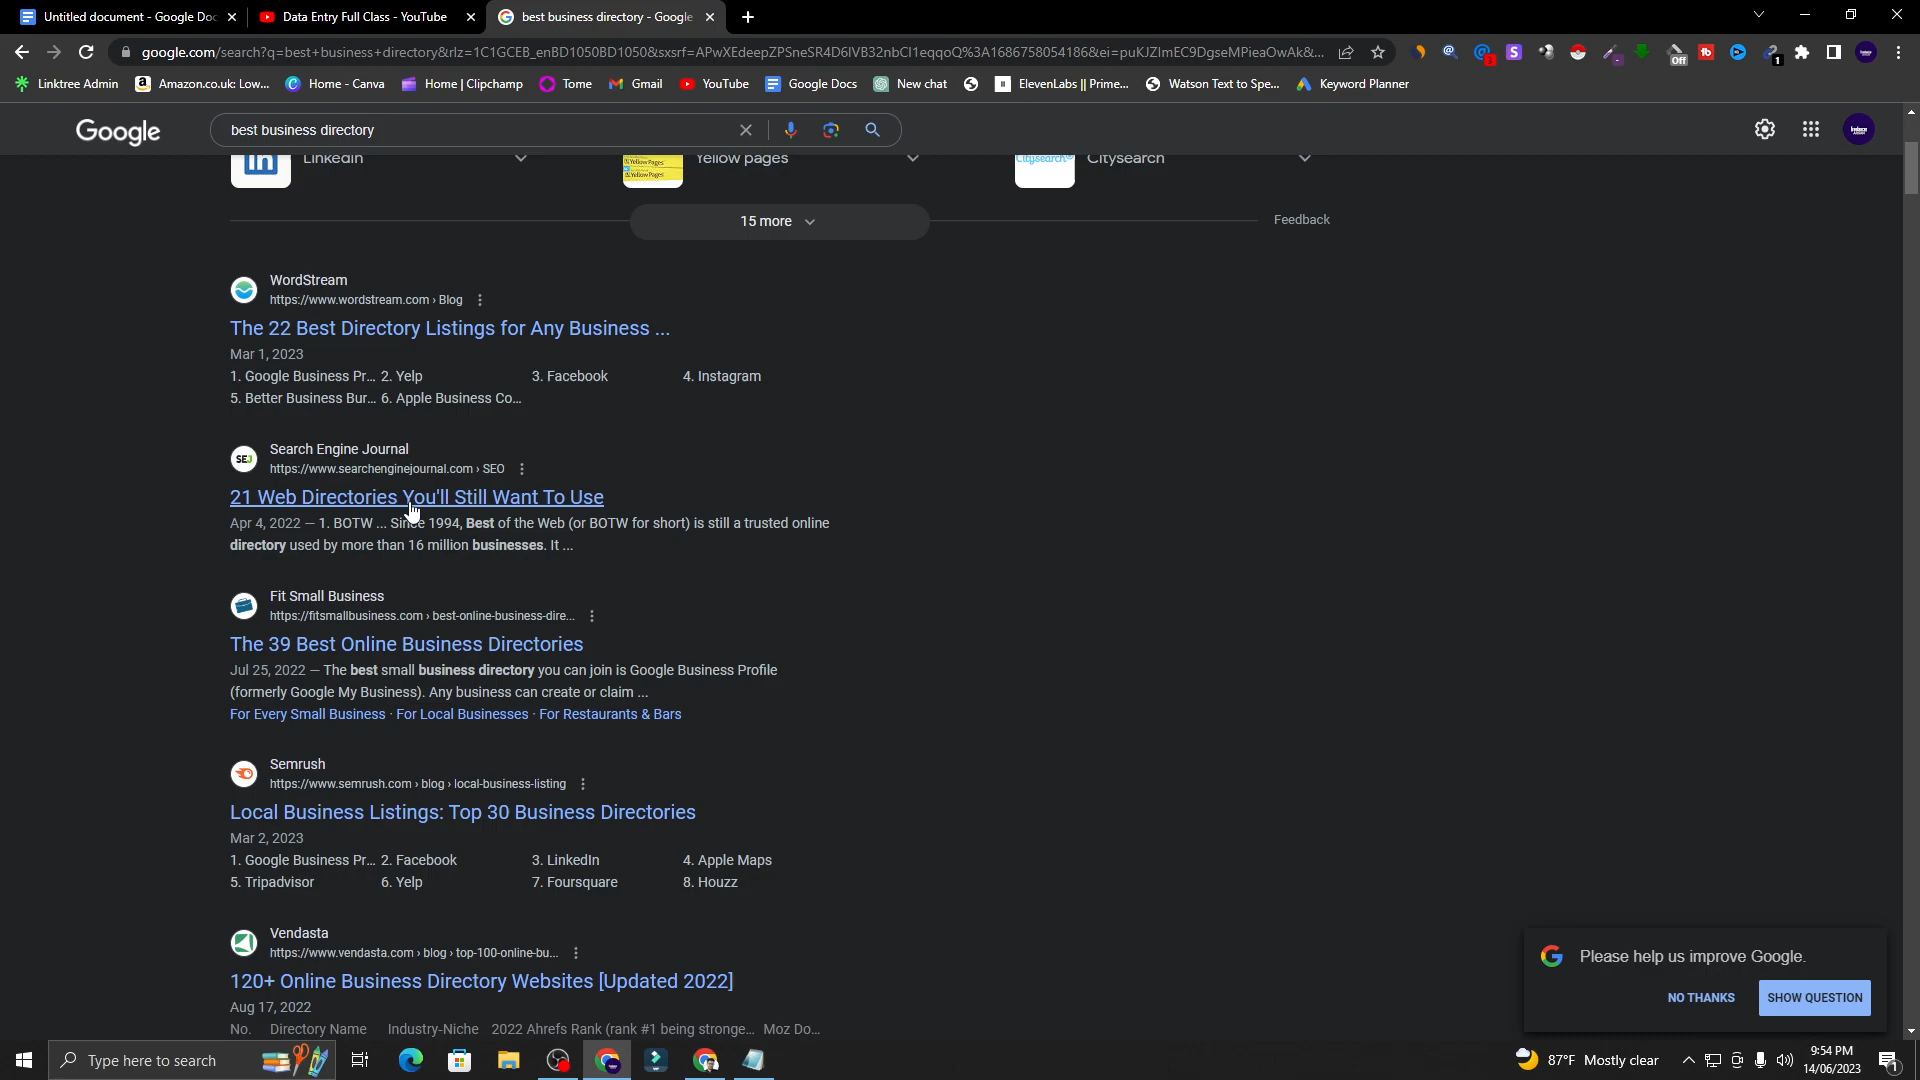 Untitled document - Google Doc
Data Entry Full Class - YouTube
best business directory - Google
google.com/search?q=best+business+directory&rlz=1C1GCEB_enBD1050BD1050&sxsrf=APwXEdeepZPSneSR4D6IVB32nbCl1eqqoQ%3A1686758054186&ei=puKJZImEC9DgseMPieaOwAk&...
Off
1
Linktree Admin
Amazon.co.uk: Low...
Home - Canva
Home | Clipchamp
Tome
Gmail
YouTube
Google Docs
New chat
ElevenLabs || Prime...
Watson Text to Spe...
Keyword Planner
Google
best business directory
LinkedIn
Yellow pages
Citysearch
15 more
Feedback
WordStream
https://www.wordstream.com › Blog
The 22 Best Directory Listings for Any Business ...
Mar 1, 2023
1. Google Business Pr... 2. Yelp 3. Facebook 4. Instagram
5. Better Business Bur... 6. Apple Business Co...
SEJ
Search Engine Journal
https://www.searchenginejournal.com › SEO
21 Web Directories You'll Still Want To Use
Apr 4, 2022 — 1. BOTW ... Since 1994, Best of the Web (or BOTW for short) is still a trusted online
directory used by more than 16 million businesses. It ...
Fit Small Business
https://fitsmallbusiness.com › best-online-business-dire...
The 39 Best Online Business Directories
Jul 25, 2022 — The best small business directory you can join is Google Business Profile
(formerly Google My Business). Any business can create or claim ...
For Every Small Business · For Local Businesses · For Restaurants & Bars
Semrush
https://www.semrush.com › blog › local-business-listing
Local Business Listings: Top 30 Business Directories
Mar 2, 2023
1. Google Business Pr... 2. Facebook 3. LinkedIn 4. Apple Maps
5. Tripadvisor 6. Yelp 7. Foursquare 8. Houzz
Vendasta
https://www.vendasta.com › blog › top-100-online-bu...
120+ Online Business Directory Websites [Updated 2022]
Aug 17, 2022
No. Directory Name Industry-Niche 2022 Ahrefs Rank (rank #1 being stronge... Moz Do...
Please help us improve Google.
NO THANKS
SHOW QUESTION
Type here to search
87°F Mostly clear
9:54 PM
14/06/2023
1